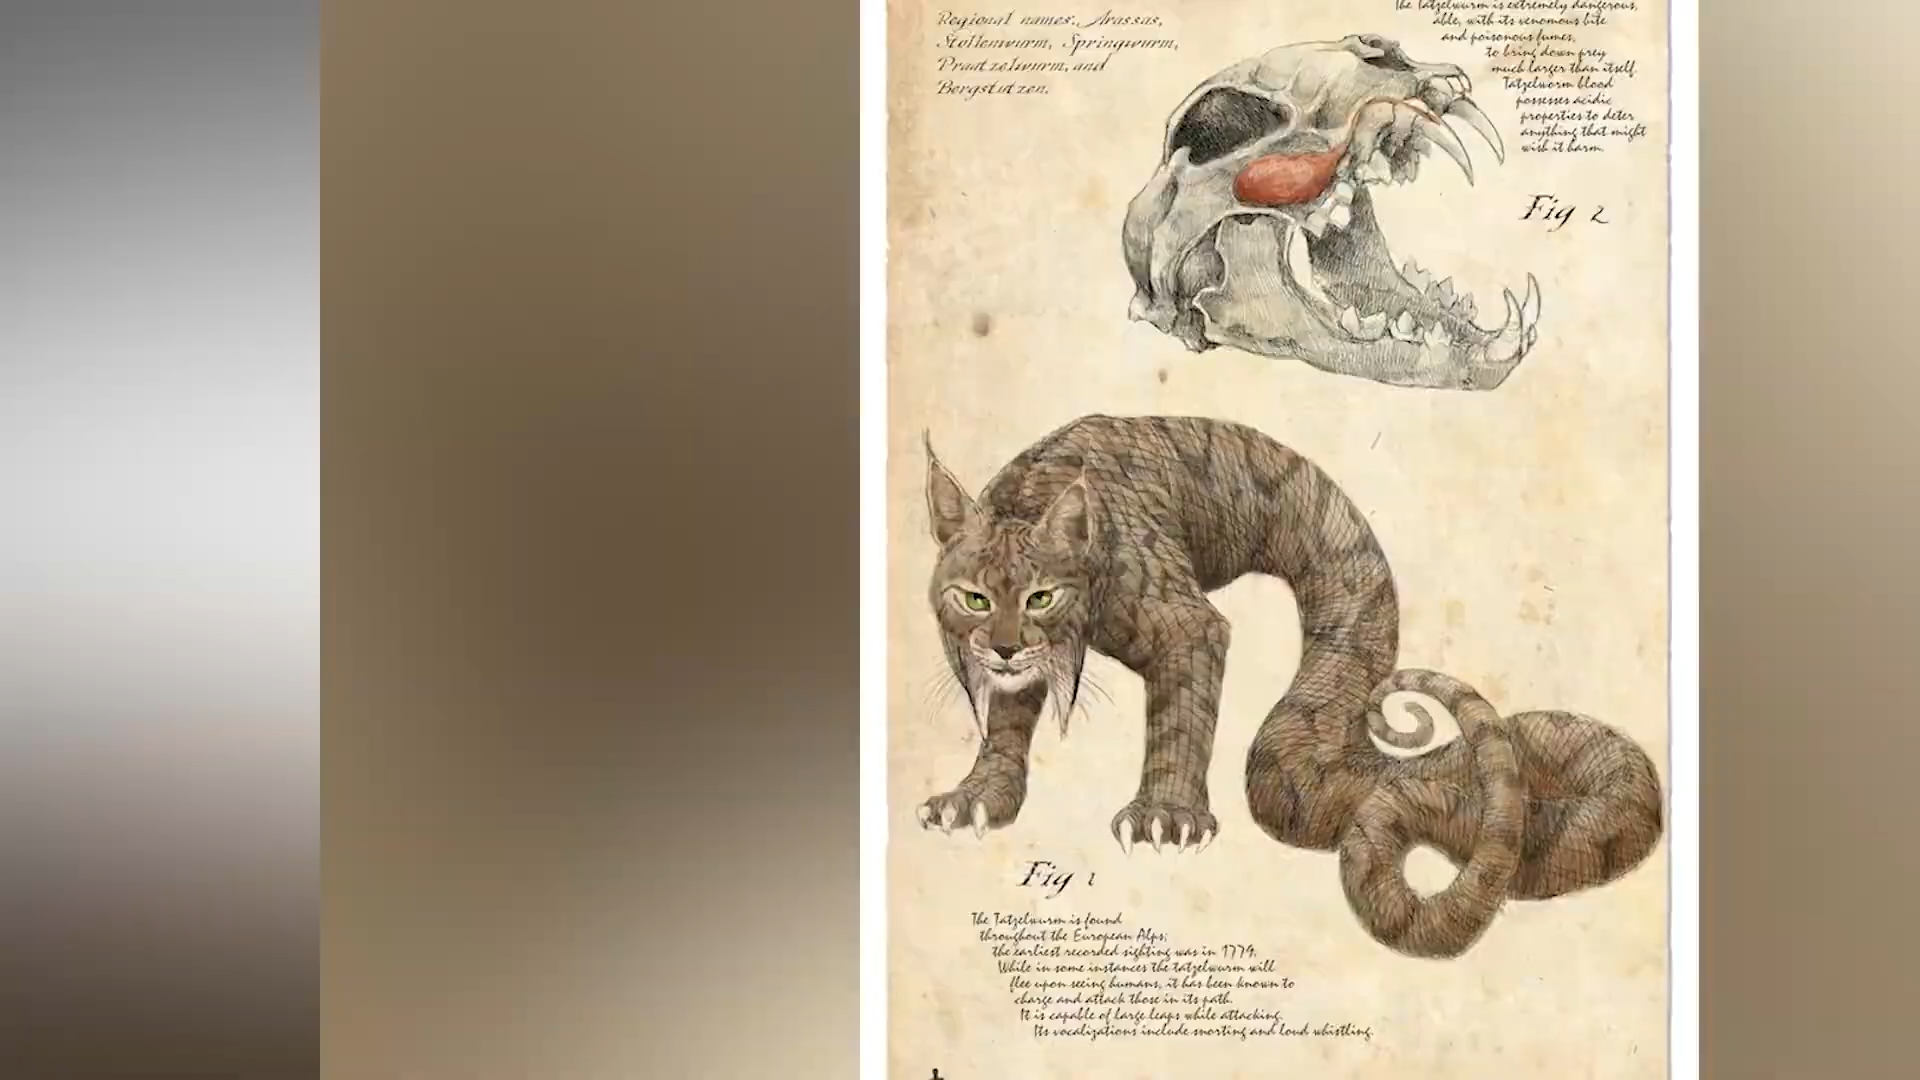 Regional names: Arassas,
Stollenwurm, Springwurm,
Praatzelwurm, and
Bergstutzen.
The Tatzelwurm is extremely dangerous,
able, with its venomous bite
and poisonous fumes,
to bring down prey
much larger than itself.
Tatzelworm blood
possesses acidic
properties to deter
anything that might
wish it harm.
Fig 2
Fig 1
The Tatzelwurm is found
throughout the European Alps;
the earliest recorded sighting was in 1779.
While in some instances the tatzelwurm will
flee upon seeing humans, it has been known to
charge and attack those in its path.
It is capable of large leaps while attacking.
Its vocalizations include snorting and loud whistling.